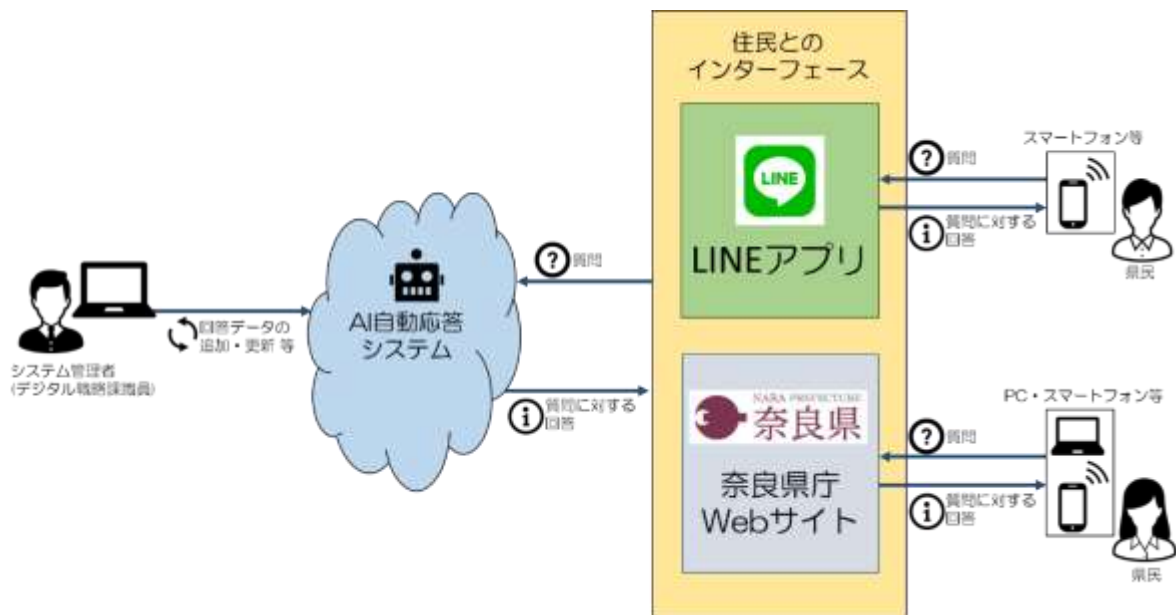 住民との
インターフェース
LINE
LINEアプリ
質問
質問に対する
回答
スマートフォン等
県民
質問
AI自動応答
システム
回答データの
追加・更新 等
システム管理者
(デジタル戦略課職員)
質問に対する
回答
NARA PREFECTURE
奈良県
奈良県庁
Webサイト
PC・スマートフォン等
質問
質問に対する
回答
県民